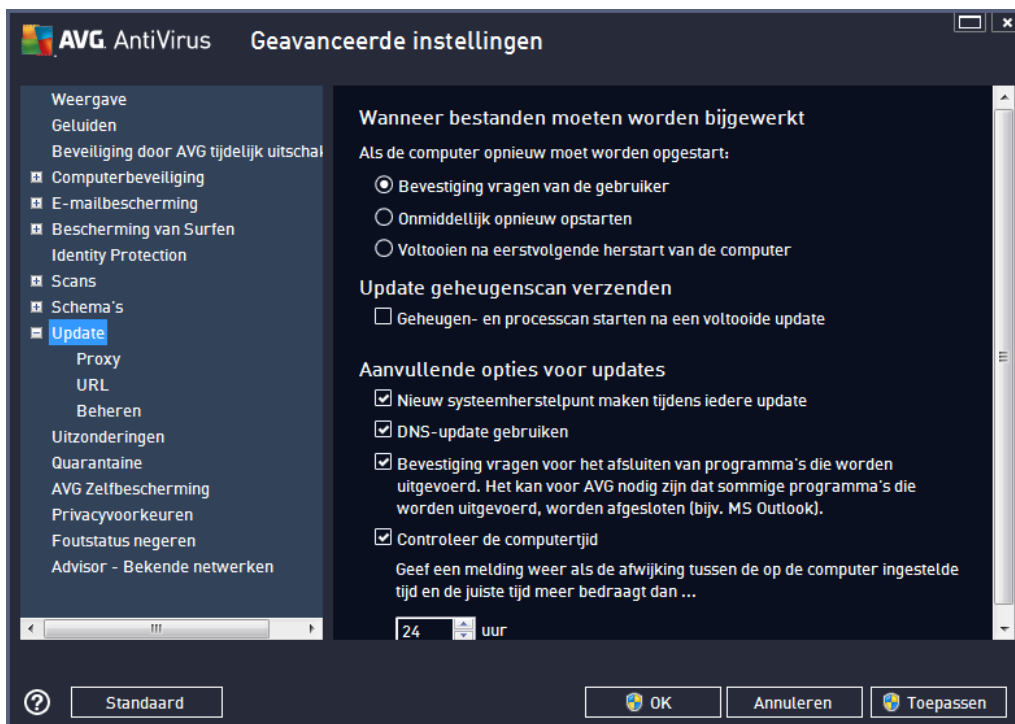 AVG. AntiVirus Geavanceerde instellingen
Weergave
Geluiden
Beveiliging door AVG tijdelijk uitschal
Computerbeveiliging
E-mailbescherming
Bescherming van Surfen
Identity Protection
Scans
Schema's
Update
Proxy
URL
Beheren
Uitzonderingen
Quarantaine
AVG Zelfbescherming
Privacyvoorkeuren
Foutstatus negeren
Advisor - Bekende netwerken
Wanneer bestanden moeten worden bijgewerkt
Als de computer opnieuw moet worden opgestart:
Bevestiging vragen van de gebruiker
Onmiddellijk opnieuw opstarten
Voltooien na eerstvolgende herstart van de computer
Update geheugenscan verzenden
Geheugen- en processcan starten na een voltooide update
Aanvullende opties voor updates
Nieuw systeemherstelpunt maken tijdens iedere update
DNS-update gebruiken
Bevestiging vragen voor het afsluiten van programma's die worden
uitgevoerd. Het kan voor AVG nodig zijn dat sommige programma's die
worden uitgevoerd, worden afgesloten (bijv. MS Outlook).
Controleer de computertjid
Geef een melding weer als de afwijking tussen de op de computer ingestelde
tijd en de juiste tijd meer bedraagt dan ...
24 uur
? Standaard OK Annuleren Toepassen